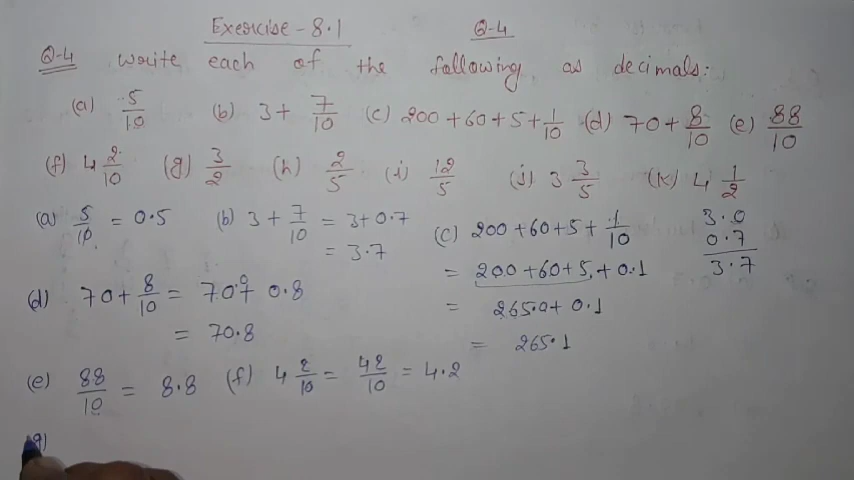 Exercise - 8.1 Q-4
Q-4 write each of the following as decimals:
(a) 5/10 (b) 3 + 7/10 (c) 200 + 60 + 5 + 1/10 (d) 70 + 8/10 (e) 88/10
(f) 4 2/10 (g) 3/2 (h) 2/5 (i) 12/5 (j) 3 3/5 (k) 4 1/2
(a) 5/10 = 0.5 (b) 3 + 7/10 = 3 + 0.7
= 3.7
(c) 200 + 60 + 5 + 1/10
= 200 + 60 + 5 + 0.1
= 265.0 + 0.1
= 265.1
3.0
0.7
3.7
(d) 70 + 8/10 = 70.0 + 0.8
= 70.8
(e) 88/10 = 8.8 (f) 4 2/10 = 42/10 = 4.2
(g)